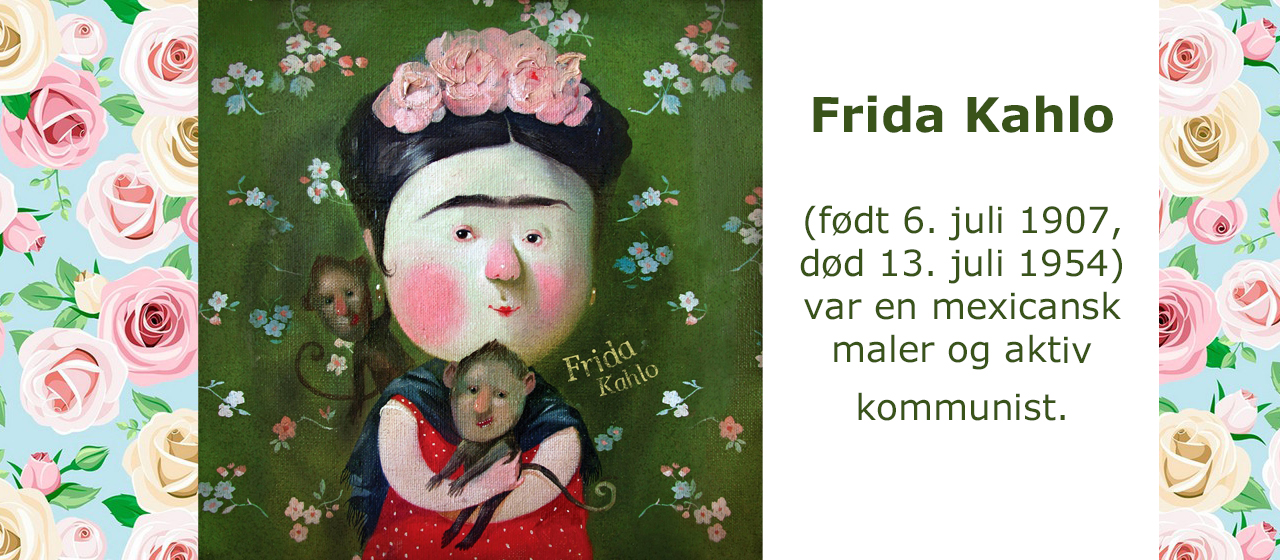 Frida
Kahlo
Frida Kahlo
(født 6. juli 1907,
død 13. juli 1954)
var en mexicansk
maler og aktiv
kommunist.